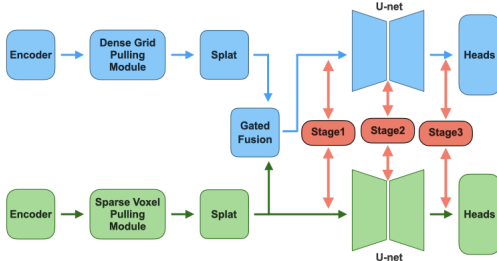 U-net
Encoder
Dense Grid
Pulling
Module
Splat
Heads
Gated
Fusion
Stage1
Stage2
Stage3
Encoder
Sparse Voxel
Pulling
Module
Splat
Heads
U-net